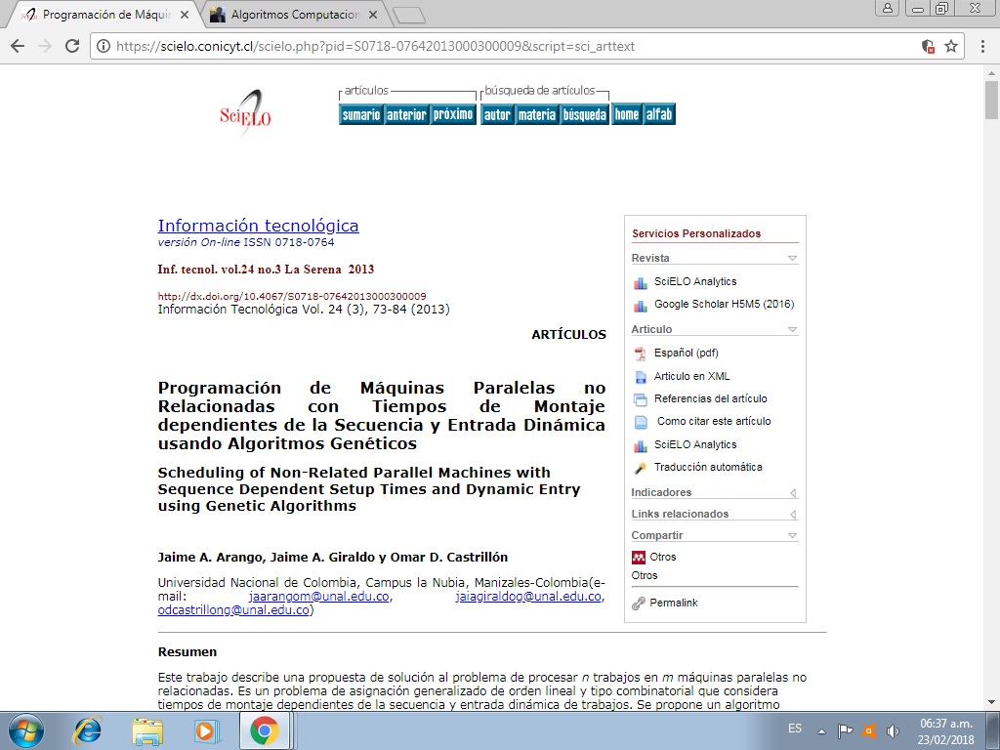 Programación de Máquin
Algoritmos Computacion
https://scielo.conicyt.cl/scielo.php?pid=S0718-07642013000300009&script=sci_arttext
SciELO
artículos
búsqueda de artículos
sumario anterior próximo autor materia búsqueda home alfab
Información tecnológica
versión On-line ISSN 0718-0764
Inf. tecnol. vol.24 no.3 La Serena 2013
http://dx.doi.org/10.4067/S0718-07642013000300009
Información Tecnológica Vol. 24 (3), 73-84 (2013)
ARTÍCULOS
Programación de Máquinas Paralelas no
Relacionadas con Tiempos de Montaje
dependientes de la Secuencia y Entrada Dinámica
usando Algoritmos Genéticos
Scheduling of Non-Related Parallel Machines with
Sequence Dependent Setup Times and Dynamic Entry
using Genetic Algorithms
Jaime A. Arango, Jaime A. Giraldo y Omar D. Castrillón
Universidad Nacional de Colombia, Campus la Nubia, Manizales-Colombia(e-
mail: jaarangom@unal.edu.co, jaiagiraldog@unal.edu.co,
odcastrillong@unal.edu.co)
Servicios Personalizados
Revista
SciELO Analytics
Google Scholar H5M5 (2016)
Articulo
Español (pdf)
Articulo en XML
Referencias del artículo
Como citar este artículo
SciELO Analytics
Traducción automática
Indicadores
Links relacionados
Compartir
Otros
Otros
Permalink
Resumen
Este trabajo describe una propuesta de solución al problema de procesar n trabajos en m máquinas paralelas no
relacionadas. Es un problema de asignación generalizado de orden lineal y tipo combinatorial que considera
tiempos de montaje dependientes de la secuencia y entrada dinámica de trabajos. Se propone un algoritmo
ES
06:37 a.m.
23/02/2018